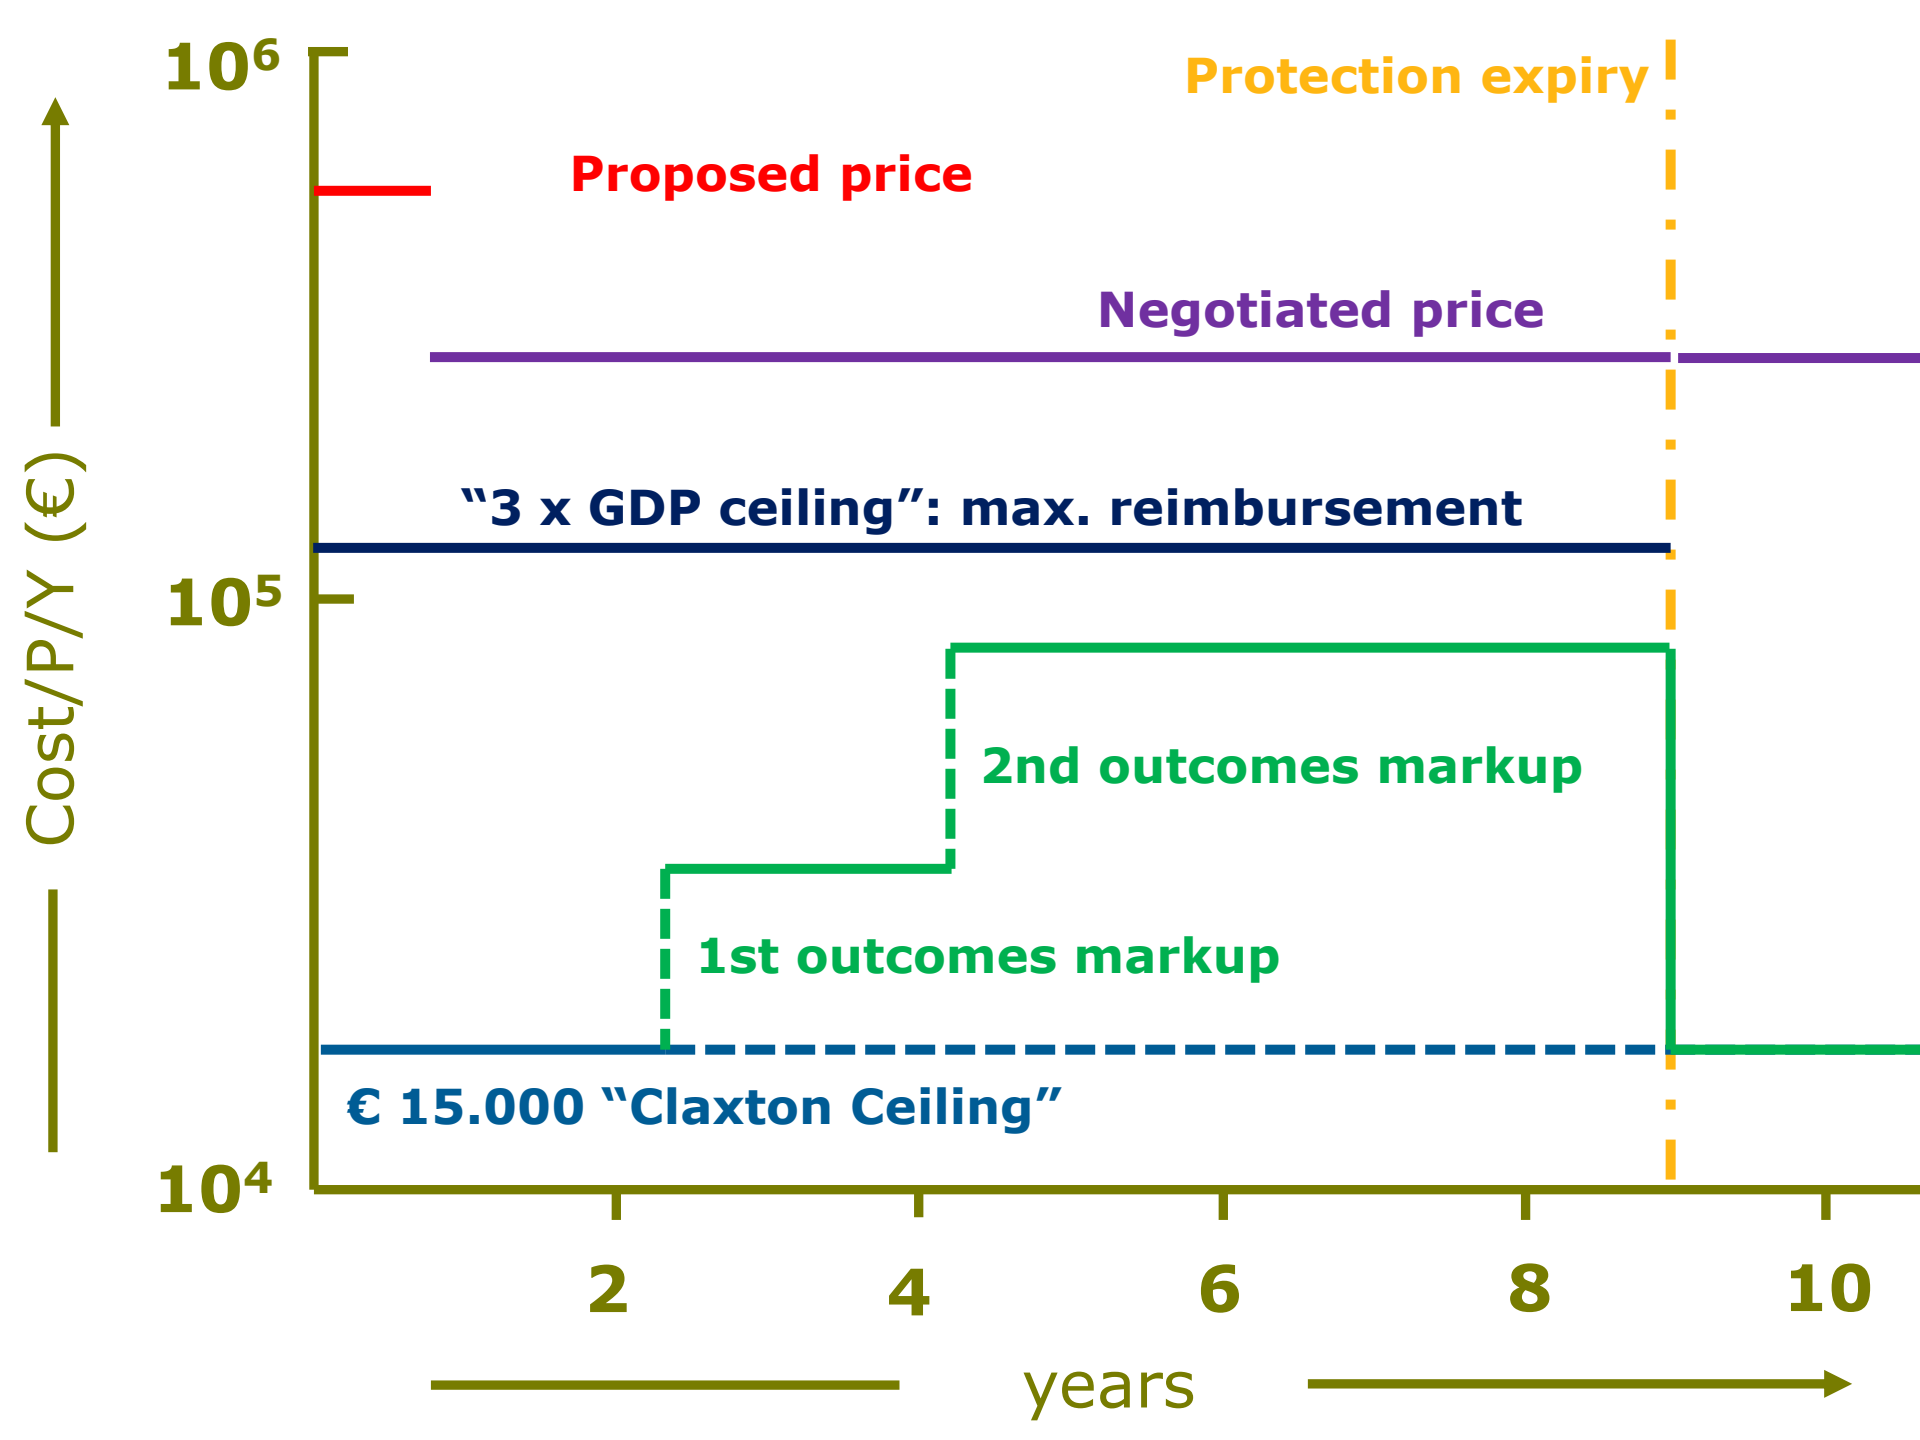 10⁶
Protection expiry
Proposed price
Negotiated price
“3 x GDP ceiling”: max. reimbursement
10⁵
Cost/P/Y (€)
2nd outcomes markup
1st outcomes markup
€ 15.000 “Claxton Ceiling”
10⁴
2 4 6 8 10
years